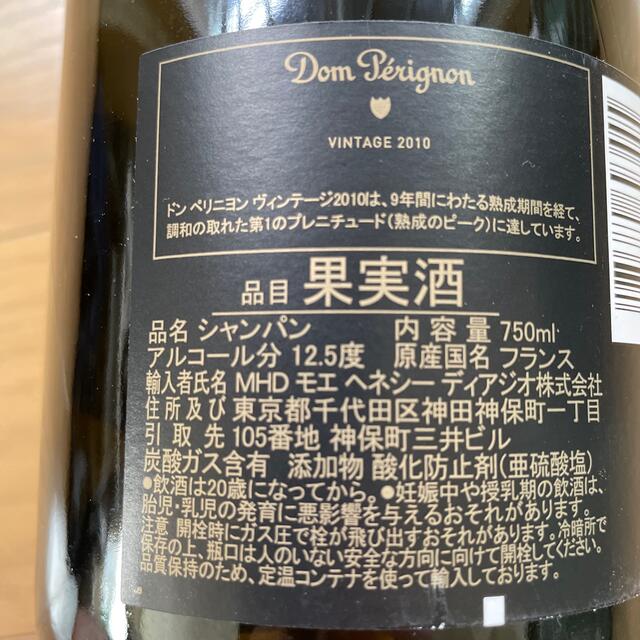 Dom Pérignon
VINTAGE 2010
ドン ペリニヨン ヴィンテージ2010は、9年間にわたる熟成期間を経て、
調和の取れた第1のプレニチュード(熟成のピーク)に達しています。
品目 果実酒
品名 シャンパン 内容量 750ml
アルコール分 12.5度 原産国名 フランス
輸入者氏名 MHD モエ ヘネシー ディアジオ株式会社
住所及び 東京都千代田区神田神保町一丁目
引取先 105番地 神保町三井ビル
炭酸ガス含有 添加物 酸化防止剤(亜硫酸塩)
●飲酒は20歳になってから。●妊娠中や授乳期の飲酒は、
胎児・乳児の発育に悪影響を与えるおそれがあります。
注意 開栓時にガス圧で栓が飛び出すおそれがあります。冷暗所で
保存の上、瓶口は人のいない安全な方向に向けて開栓してください。
品質保持のため、定温コンテナを使って輸入しております。